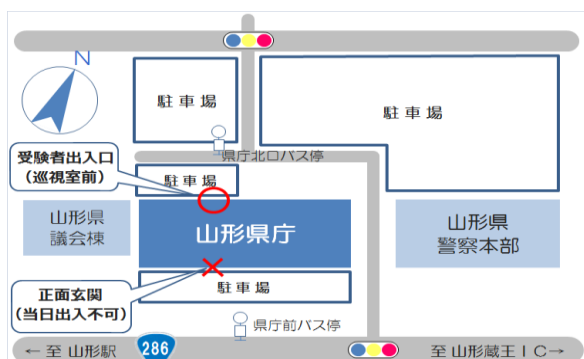 N
駐車場
駐車場
県庁北口バス停
受験者出入口
(巡視室前)
駐車場
山形県
議会棟
山形県庁
山形県
警察本部
正面玄関
(当日出入不可)
駐車場
県庁前バス停
← 至 山形駅
286
至 山形蔵王ＩＣ→